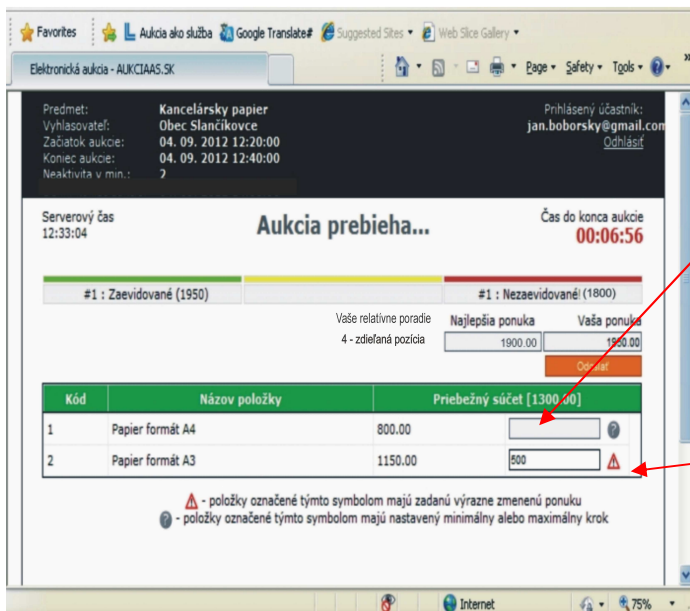 Favorites Aukcia ako služba Google Translate# Suggested Sites Web Slice Gallery
Elektronická aukcia - AUKCIAAS.SK Page Safety Tools »
Predmet: Kancelársky papier Prihlásený účastník:
Vyhlasovateľ: Obec Slančíkovce jan.boborsky@gmail.com
Začiatok aukcie: 04. 09. 2012 12:20:00 Odhlásiť
Koniec aukcie: 04. 09. 2012 12:40:00
Neaktivita v min.: 2
Serverový čas Aukcia prebieha... Čas do konca aukcie
12:33:04 00:06:56
#1 : Zaevidované (1950) #1 : Nezaevidované! (1800)
Vaše relatívne poradie Najlepšia ponuka Vaša ponuka
4 - zdieľaná pozícia 1900.00 1950.00
Odoslať
Kód Názov položky Priebežný súčet [1300.00]
1 Papier formát A4 800.00
2 Papier formát A3 1150.00 500
- položky označené týmto symbolom majú zadanú výrazne zmenenú ponuku
- položky označené týmto symbolom majú nastavený minimálny alebo maximálny krok
Internet 75%